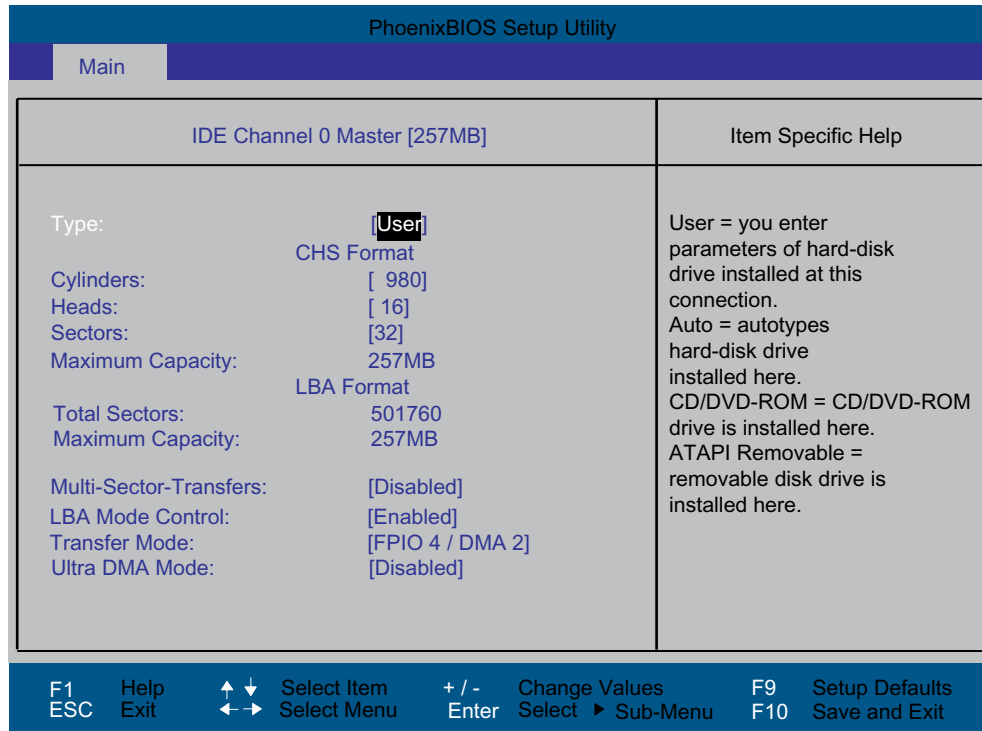 PhoenixBIOS Setup Utility
Main
IDE Channel 0 Master [257MB]
Item Specific Help
Type: [User]
CHS Format
Cylinders: [ 980]
Heads: [ 16]
Sectors: [32]
Maximum Capacity: 257MB
LBA Format
Total Sectors: 501760
Maximum Capacity: 257MB
Multi-Sector-Transfers: [Disabled]
LBA Mode Control: [Enabled]
Transfer Mode: [FPIO 4 / DMA 2]
Ultra DMA Mode: [Disabled]
User = you enter
parameters of hard-disk
drive installed at this
connection.
Auto = autotypes
hard-disk drive
installed here.
CD/DVD-ROM = CD/DVD-ROM
drive is installed here.
ATAPI Removable =
removable disk drive is
installed here.
F1 Help Select Item + / - Change Values F9 Setup Defaults
ESC Exit Select Menu Enter Select ▶ Sub-Menu F10 Save and Exit